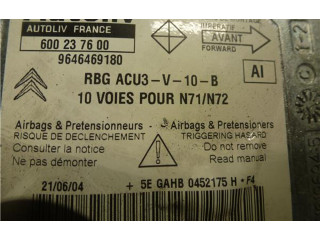 AUTOLIV FRANCE
600 23 76 00
9646469180
AVANT
FORWARD
RBG ACU3-V-10-B
AI
10 VOIES POUR N71/N72
Airbags & Pretensionneurs
RISQUE DE DECLENCHEMENT
Consulter la notice
Ne pas démonter
Airbags & Pretensioners
TRIGGERING HAZARD
Do not remove
Read manual
21/06/04
+ 5E GAHB 0452175 H · F4